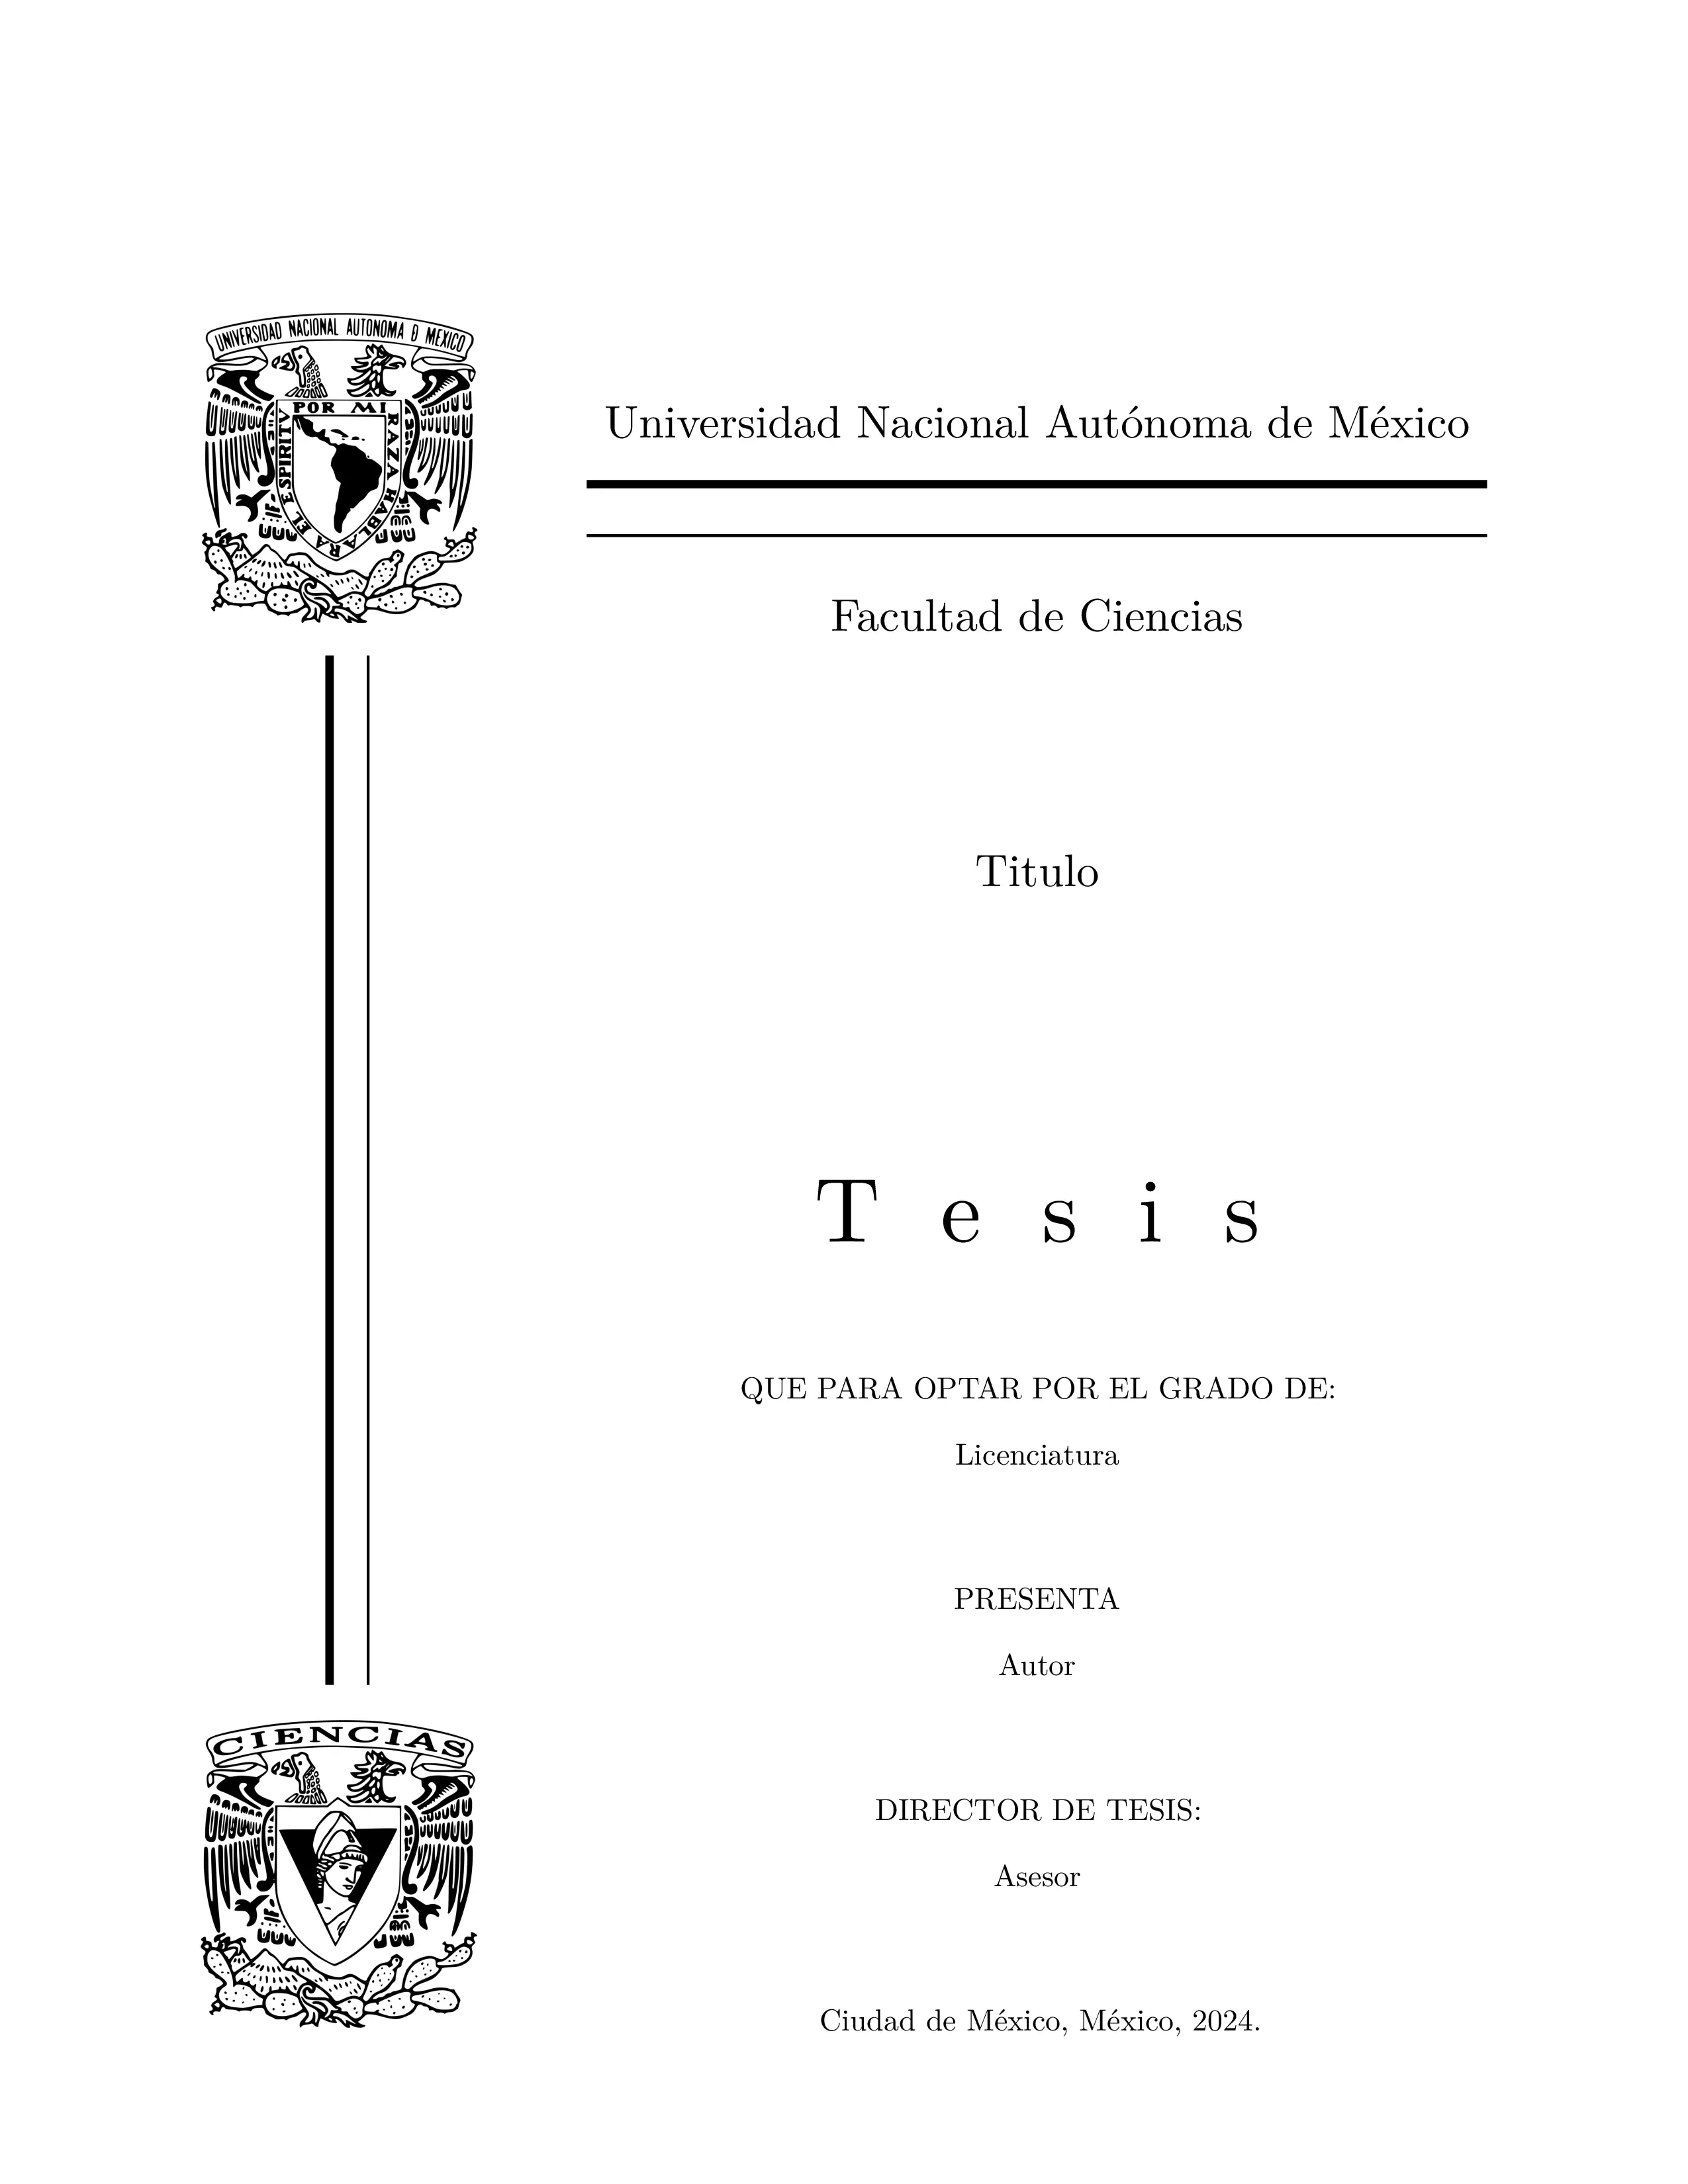 UNIVERSIDAD NACIONAL AUTONOMA D MEXICO
POR MI RAZA HABLARA EL ESPIRITV
Universidad Nacional Autónoma de México
Facultad de Ciencias
Titulo
T e s i s
QUE PARA OPTAR POR EL GRADO DE:
Licenciatura
PRESENTA
Autor
CIENCIAS
DIRECTOR DE TESIS:
Asesor
Ciudad de México, México, 2024.